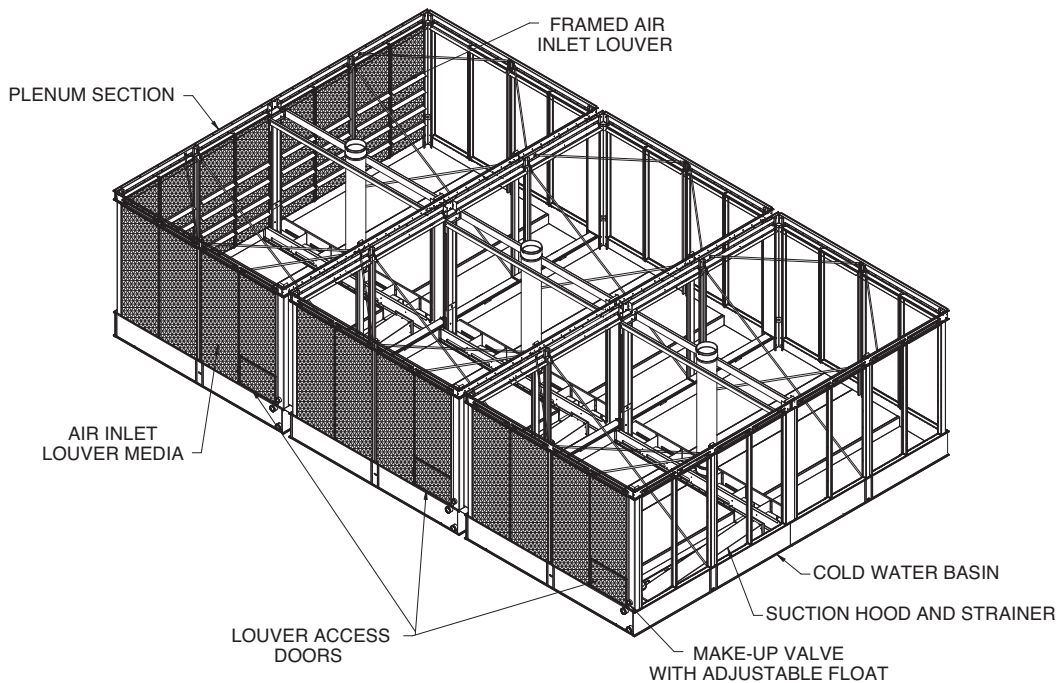 FRAMED AIR
INLET LOUVER
PLENUM SECTION
AIR INLET
LOUVER MEDIA
COLD WATER BASIN
SUCTION HOOD AND STRAINER
LOUVER ACCESS
DOORS
MAKE-UP VALVE
WITH ADJUSTABLE FLOAT